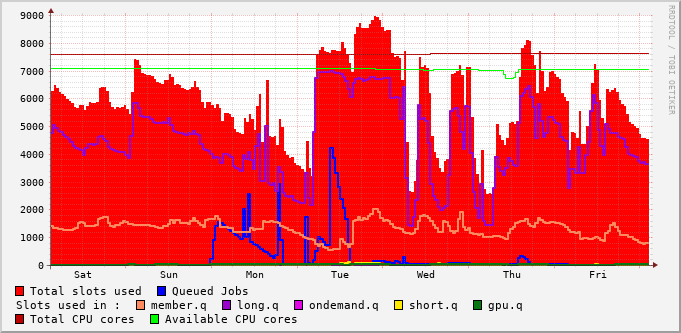 RRDTOOL / TOBI OETIKER
9000
8000
7000
6000
5000
4000
3000
2000
1000
0
Sat Sun Mon Tue Wed Thu Fri
Total slots used Queued Jobs
Slots used in : member.q long.q ondemand.q short.q gpu.q
Total CPU cores Available CPU cores